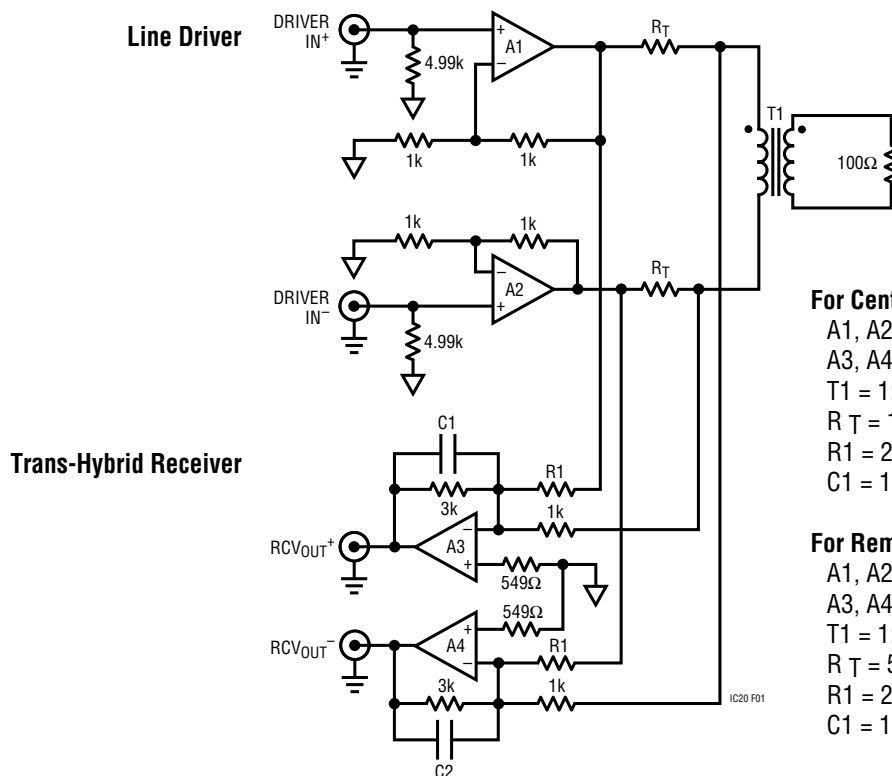 Line Driver
DRIVER
IN+
4.99k
+
A1
−
1k
1k
RT
T1
100Ω
1k
1k
−
A2
+
RT
DRIVER
IN−
4.99k
For Cent
A1, A2
A3, A4
T1 = 1:
R T = 1
R1 = 2
C1 = 1
Trans-Hybrid Receiver
C1
3k
R1
1k
−
A3
+
RCVOUT+
549Ω
549Ω
RCVOUT−
+
A4
−
R1
1k
3k
C2
IC20 F01
For Rem
A1, A2
A3, A4
T1 = 1:
R T = 5
R1 = 2
C1 = 1